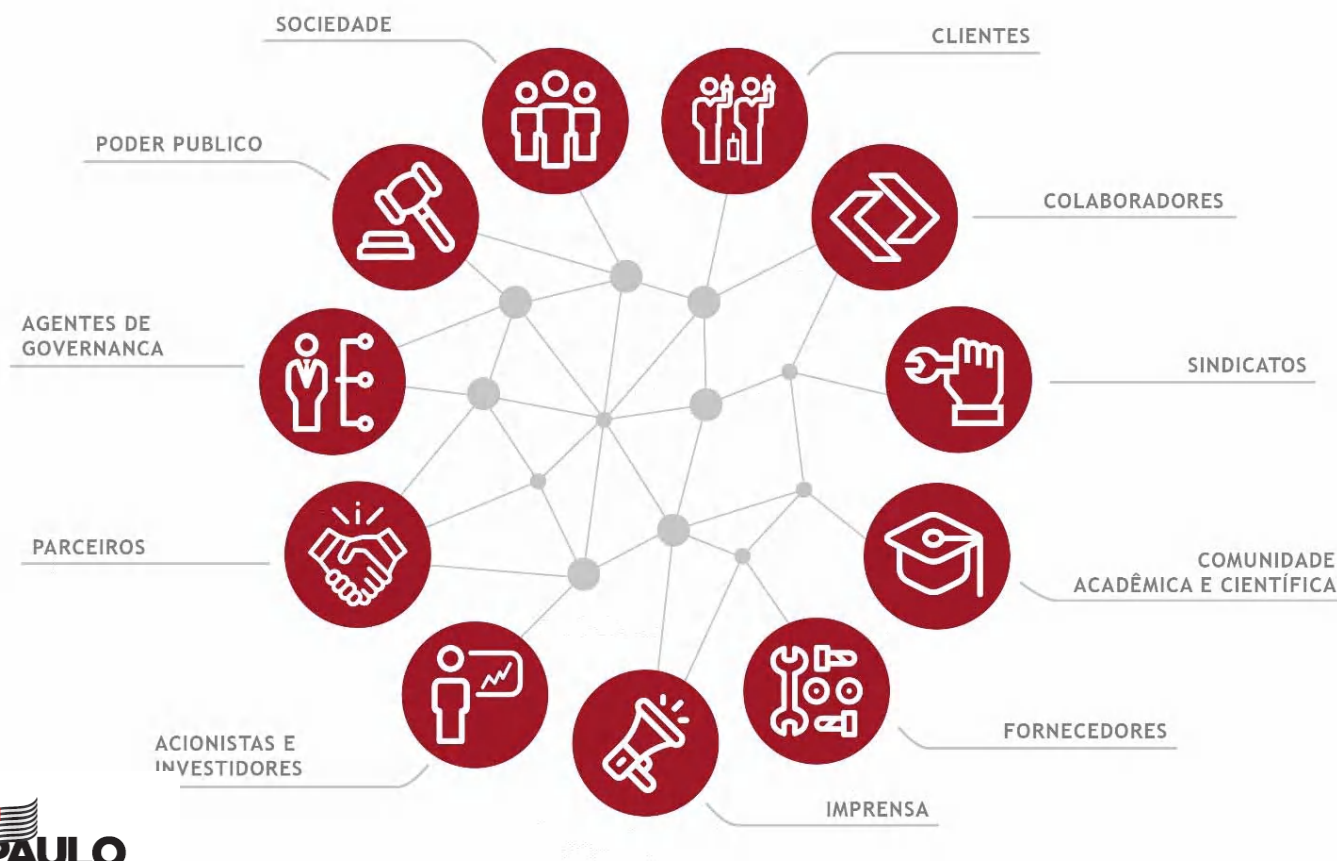 SOCIEDADE
CLIENTES
PODER PUBLICO
COLABORADORES
AGENTES DE
GOVERNANCA
SINDICATOS
PARCEIROS
COMUNIDADE
ACADÊMICA E CIENTÍFICA
ACIONISTAS E
INVESTIDORES
FORNECEDORES
IMPRENSA
PAULO